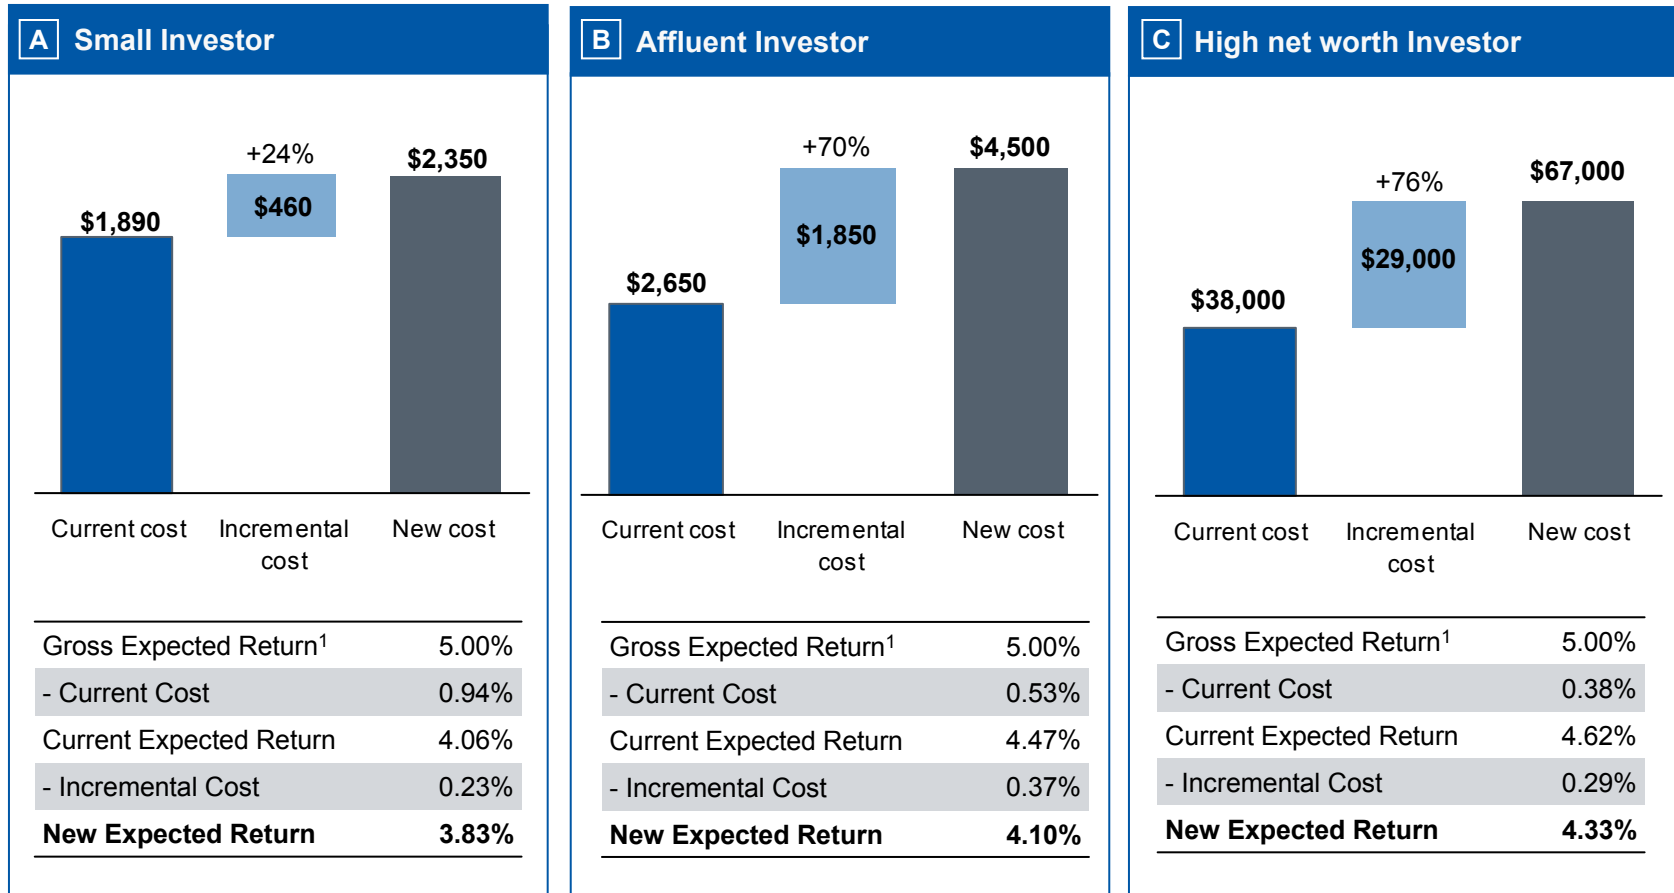 A Small Investor
+24%
$2,350
$460
$1,890
Current cost
Incremental
cost
New cost
Gross Expected Return¹ 5.00%
- Current Cost 0.94%
Current Expected Return 4.06%
- Incremental Cost 0.23%
New Expected Return 3.83%
B Affluent Investor
+70%
$4,500
$1,850
$2,650
Current cost
Incremental
cost
New cost
Gross Expected Return¹ 5.00%
- Current Cost 0.53%
Current Expected Return 4.47%
- Incremental Cost 0.37%
New Expected Return 4.10%
C High net worth Investor
+76%
$67,000
$29,000
$38,000
Current cost
Incremental
cost
New cost
Gross Expected Return¹ 5.00%
- Current Cost 0.38%
Current Expected Return 4.62%
- Incremental Cost 0.29%
New Expected Return 4.33%